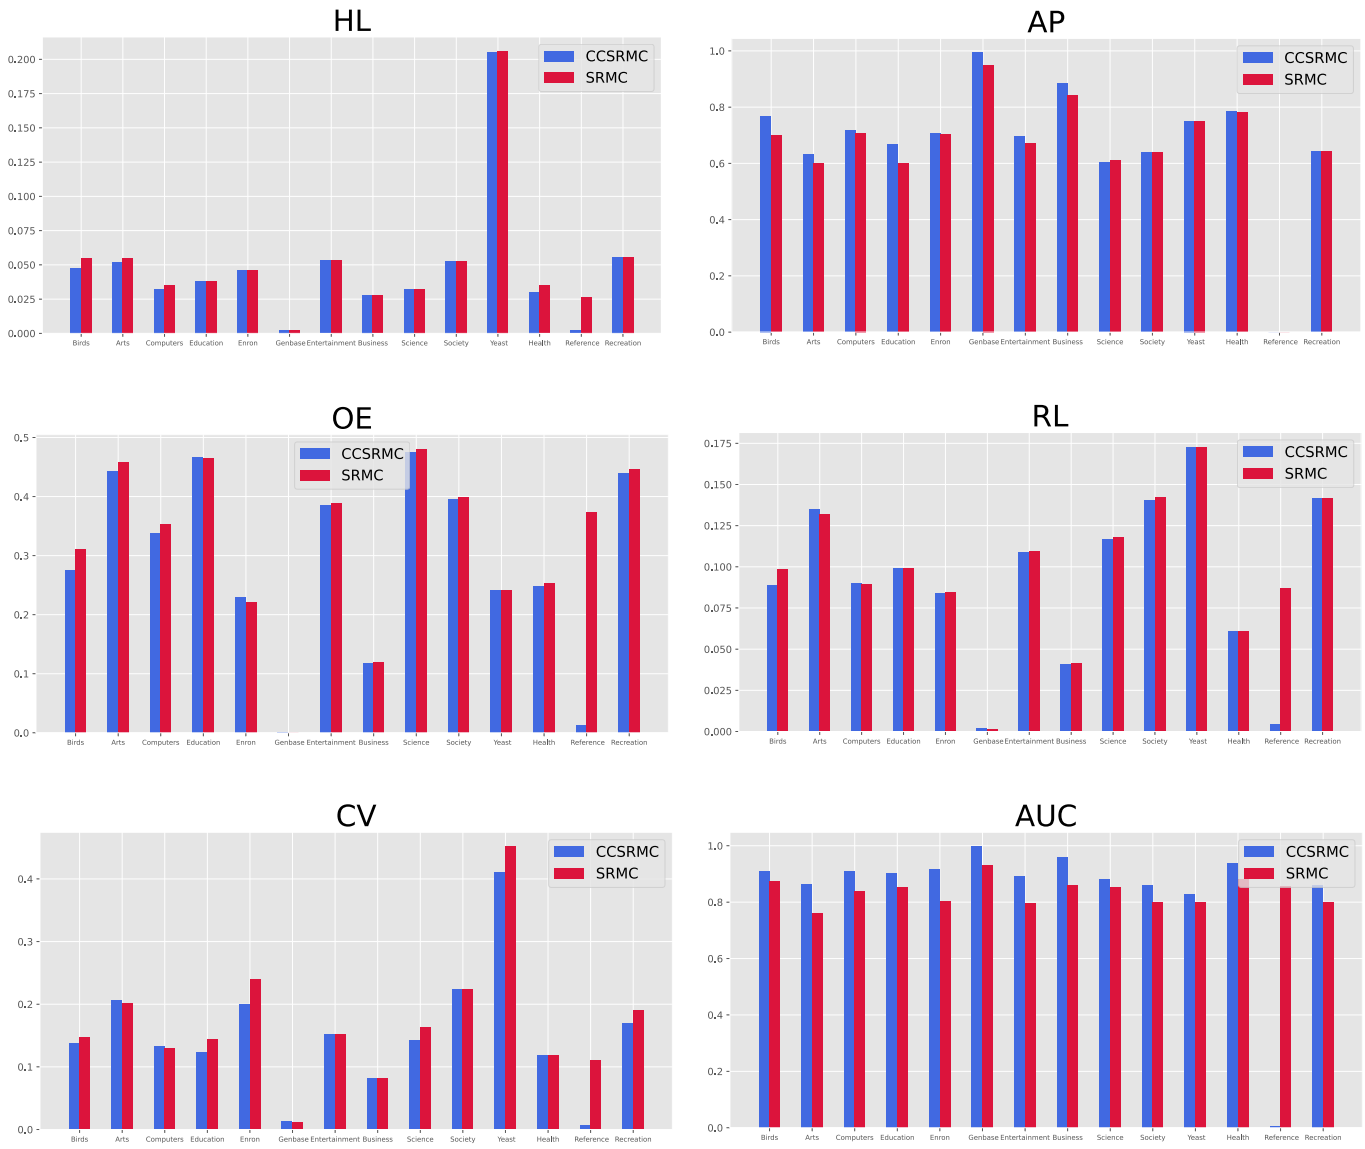 HL
0.200
0.175
0.150
0.125
0.100
0.075
0.050
0.025
0.000
CCSRMC
SRMC
Birds Arts Computers Education Enron Genbase Entertainment Business Science Society Yeast Health Reference Recreation
AP
1.0
0.8
0.6
0.4
0.2
0.0
CCSRMC
SRMC
Birds Arts Computers Education Enron Genbase Entertainment Business Science Society Yeast Health Reference Recreation
OE
0.5
0.4
0.3
0.2
0.1
0.0
CCSRMC
SRMC
Birds Arts Computers Education Enron Genbase Entertainment Business Science Society Yeast Health Reference Recreation
RL
0.175
0.150
0.125
0.100
0.075
0.050
0.025
0.000
CCSRMC
SRMC
Birds Arts Computers Education Enron Genbase Entertainment Business Science Society Yeast Health Reference Recreation
CV
0.4
0.3
0.2
0.1
0.0
CCSRMC
SRMC
Birds Arts Computers Education Enron Genbase Entertainment Business Science Society Yeast Health Reference Recreation
AUC
1.0
0.8
0.6
0.4
0.2
0.0
CCSRMC
SRMC
Birds Arts Computers Education Enron Genbase Entertainment Business Science Society Yeast Health Reference Recreation